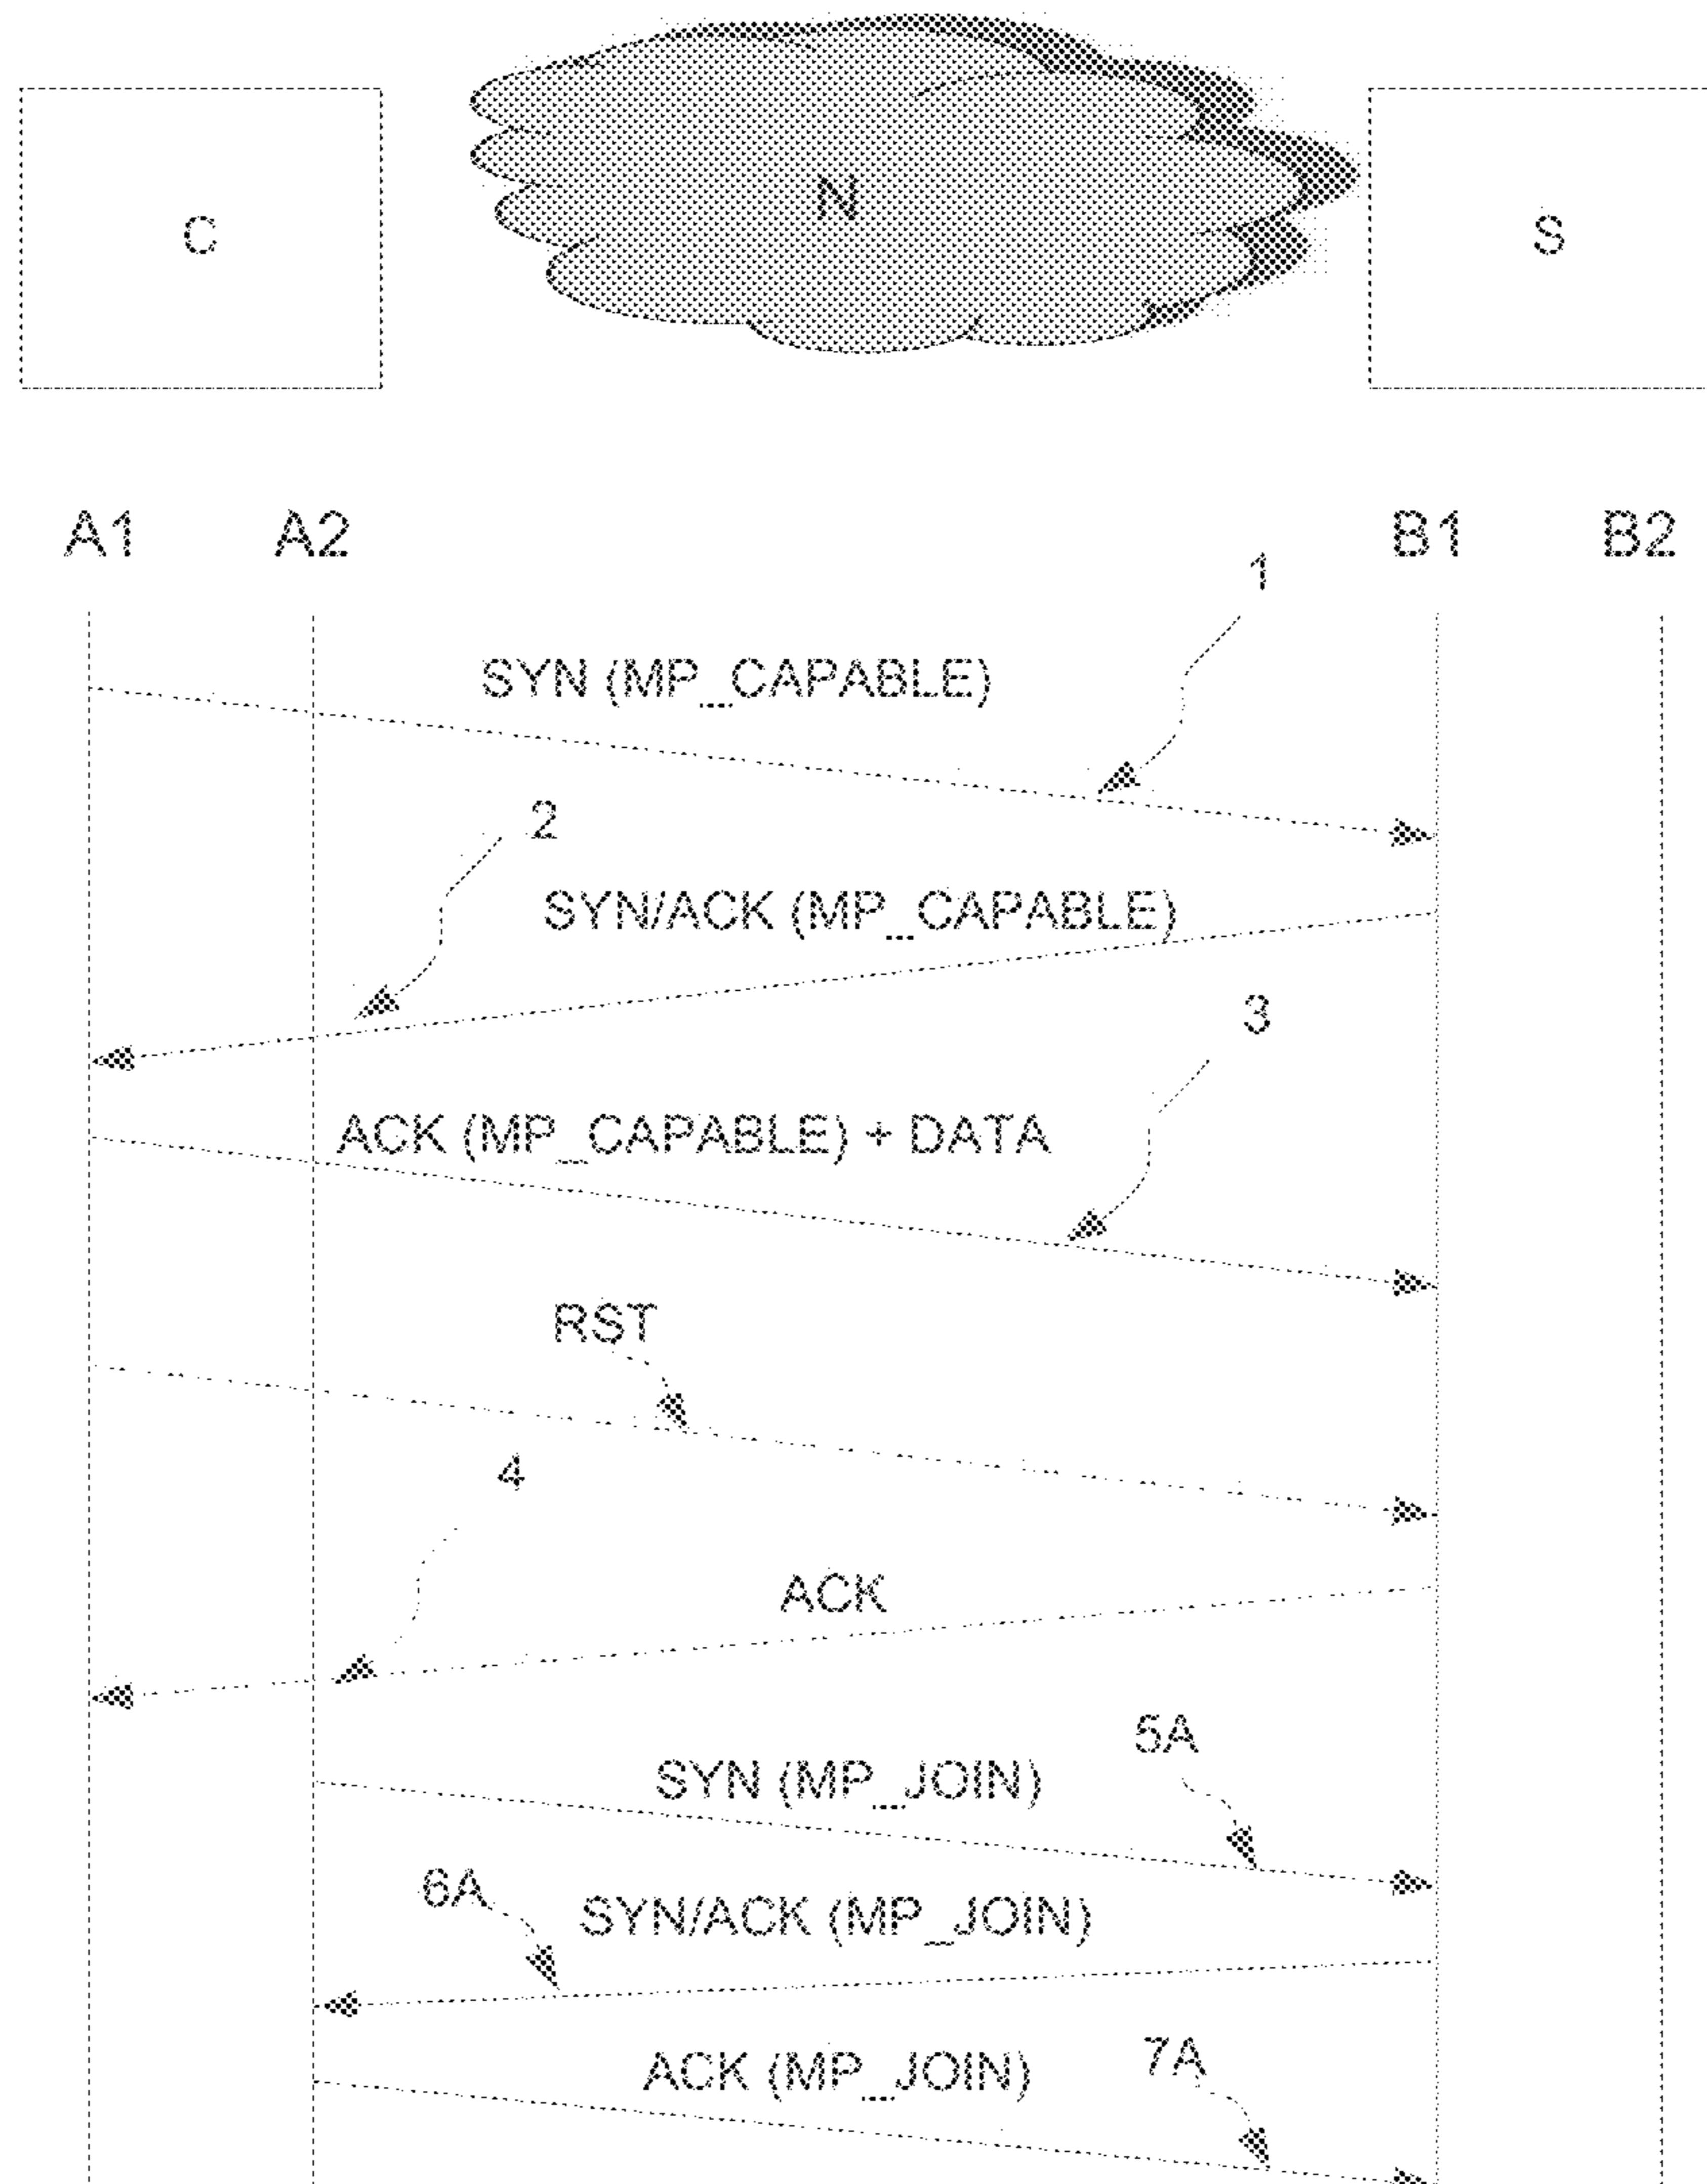 C
N
S
A1 A2 B1 B2
1
SYN (MP_CAPABLE)
2
SYN/ACK (MP_CAPABLE)
3
ACK (MP_CAPABLE) + DATA
RST
4
ACK
5A
SYN (MP_JOIN)
6A
SYN/ACK (MP_JOIN)
7A
ACK (MP_JOIN)